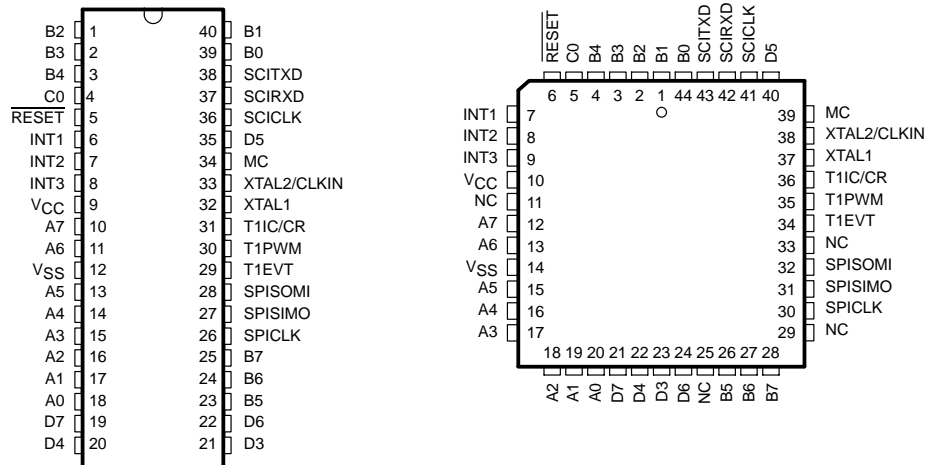 B2 1 40 B1
B3 2 39 B0
B4 3 38 SCITXD
C0 4 37 SCIRXD
RESET 5 36 SCICLK
INT1 6 35 D5
INT2 7 34 MC
INT3 8 33 XTAL2/CLKIN
VCC 9 32 XTAL1
A7 10 31 T1IC/CR
A6 11 30 T1PWM
VSS 12 29 T1EVT
A5 13 28 SPISOMI
A4 14 27 SPISIMO
A3 15 26 SPICLK
A2 16 25 B7
A1 17 24 B6
A0 18 23 B5
D7 19 22 D6
D4 20 21 D3
RESET C0 B4 B3 B2 B1 B0 SCITXD SCIRXD SCICLK D5
6 5 4 3 2 1 44 43 42 41 40
INT1 7 39 MC
INT2 8 38 XTAL2/CLKIN
INT3 9 37 XTAL1
VCC 10 36 T1IC/CR
NC 11 35 T1PWM
A7 12 34 T1EVT
A6 13 33 NC
VSS 14 32 SPISOMI
A5 15 31 SPISIMO
A4 16 30 SPICLK
A3 17 29 NC
18 19 20 21 22 23 24 25 26 27 28
A2 A1 A0 D7 D4 D3 D6 NC B5 B6 B7